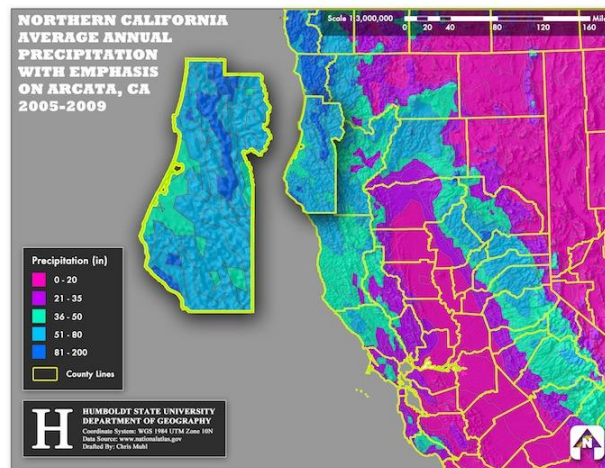 NORTHERN CALIFORNIA
AVERAGE ANNUAL
PRECIPITATION
WITH EMPHASIS
ON ARCATA, CA
2005-2009
Scale 1:3,000,000
0 20 40 80 120 160
Precipitation (in)
0 - 20
21 - 35
36 - 50
51 - 80
81 - 200
County Lines
H
HUMBOLDT STATE UNIVERSITY
DEPARTMENT OF GEOGRAPHY
Coordinate System: WGS 1984 UTM Zone 10N
Data Source: www.nationalatlas.gov
Drafted By: Chris Muhl
N